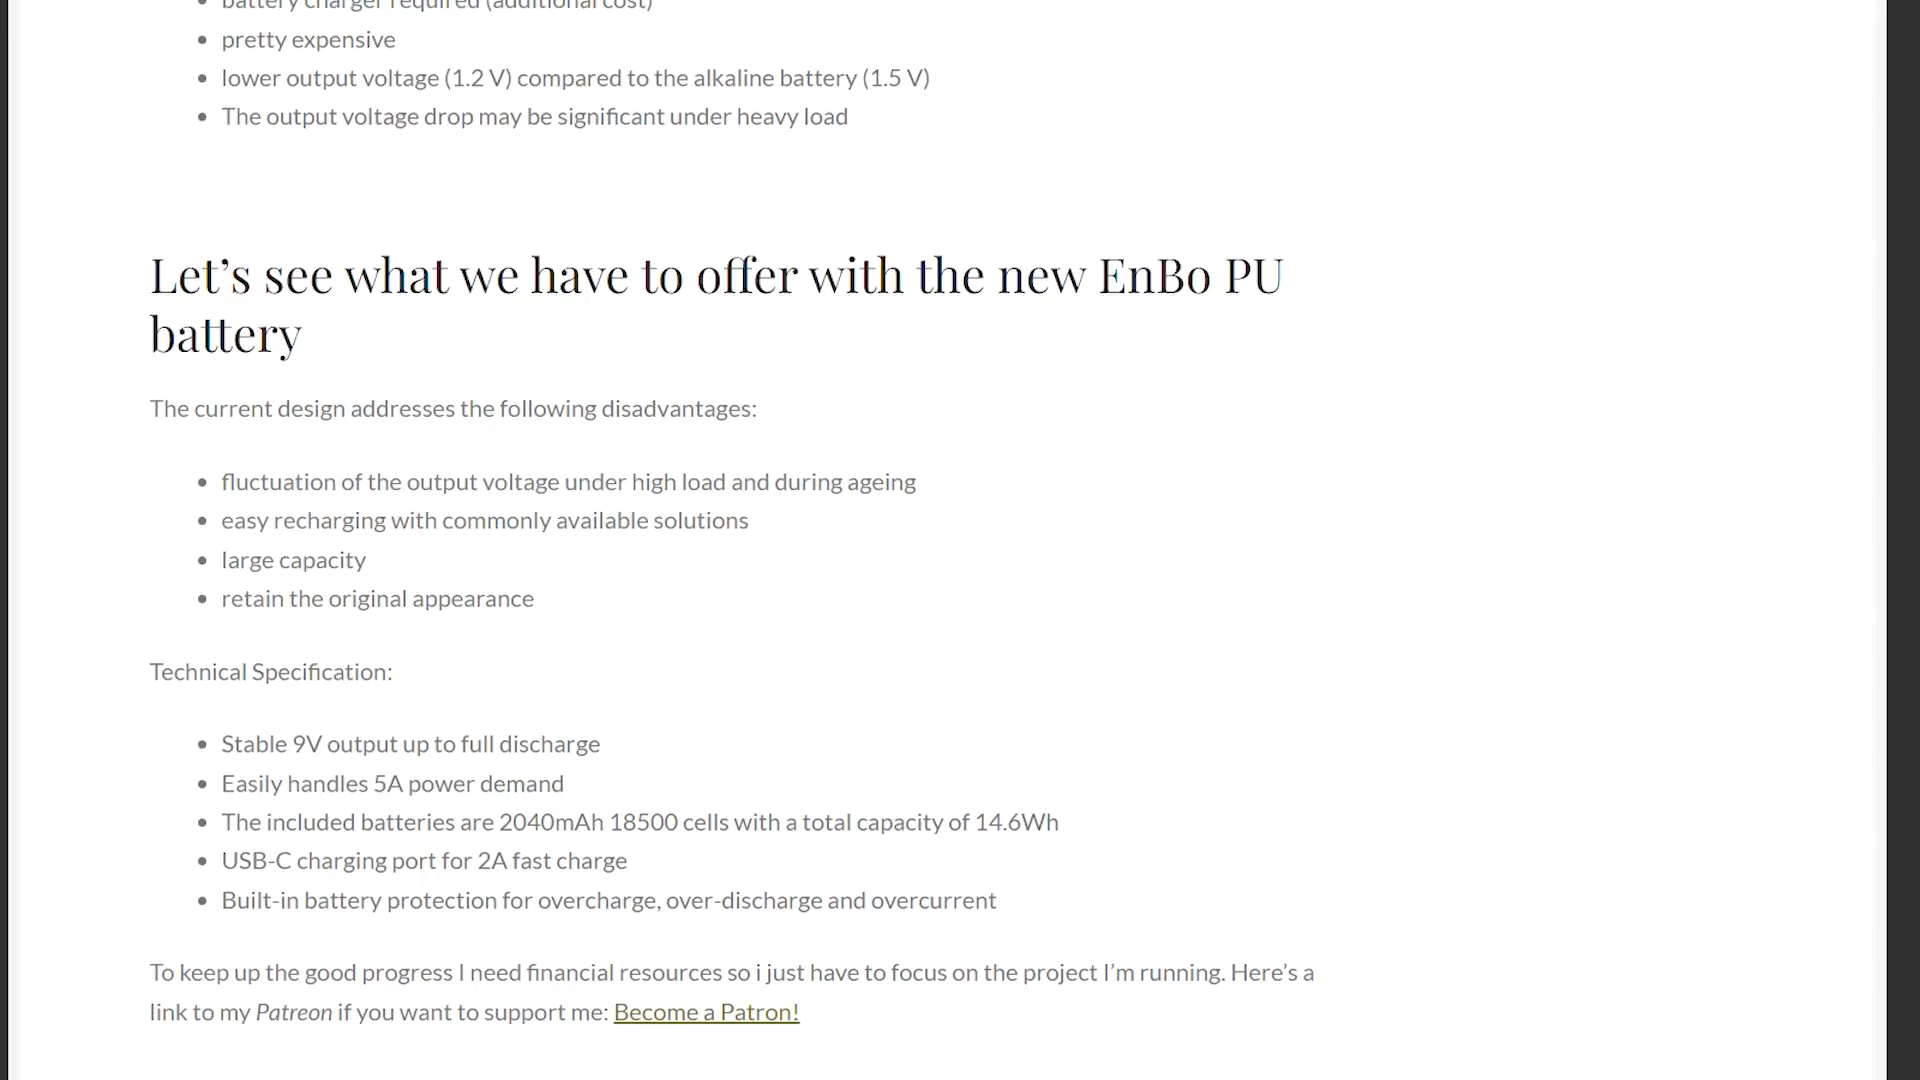 battery charger required (additional cost)
pretty expensive
lower output voltage (1.2 V) compared to the alkaline battery (1.5 V)
The output voltage drop may be significant under heavy load
Let’s see what we have to offer with the new EnBo PU
battery
The current design addresses the following disadvantages:
fluctuation of the output voltage under high load and during ageing
easy recharging with commonly available solutions
large capacity
retain the original appearance
Technical Specification:
Stable 9V output up to full discharge
Easily handles 5A power demand
The included batteries are 2040mAh 18500 cells with a total capacity of 14.6Wh
USB-C charging port for 2A fast charge
Built-in battery protection for overcharge, over-discharge and overcurrent
To keep up the good progress I need financial resources so i just have to focus on the project I’m running. Here’s a
link to my Patreon if you want to support me: Become a Patron!